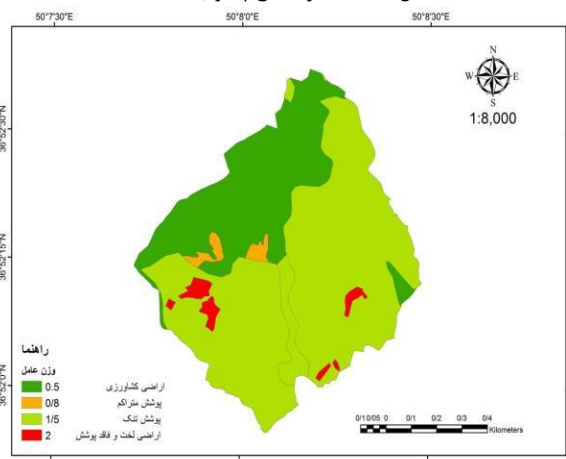 50°7'30"E 50°8'0"E 50°8'30"E
N
W E
S
1:8,000
36°52'30"N
36°52'15"N
36°52'0"N
راهنما
وزن عامل
0.5 اراضی کشاورزی
0/8 پوشش متراکم
1/5 پوشش تنک
2 اراضی لخت و فاقد پوشش
0/1 0/05 0 0/1 0/2 0/3 0/4
Kilometers